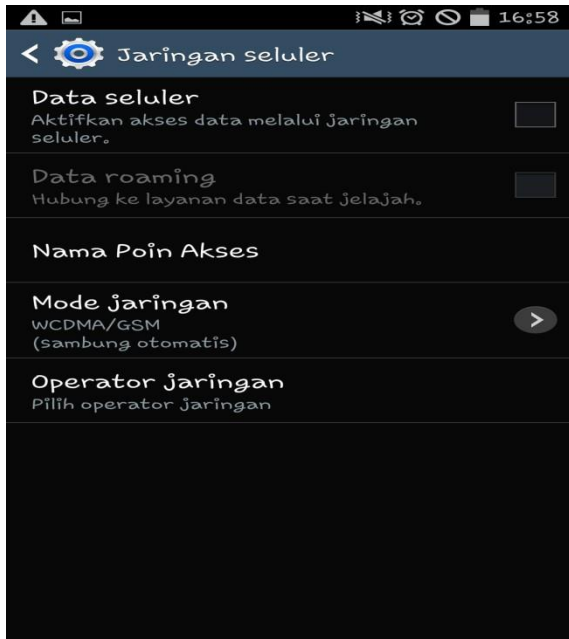 16:58
Jaringan seluler
Data seluler
Aktifkan akses data melalui jaringan
seluler.
Data roaming
Hubung ke layanan data saat jelajah.
Nama Poin Akses
Mode jaringan
WCDMA/GSM
(sambung otomatis)
Operator jaringan
Pilih operator jaringan